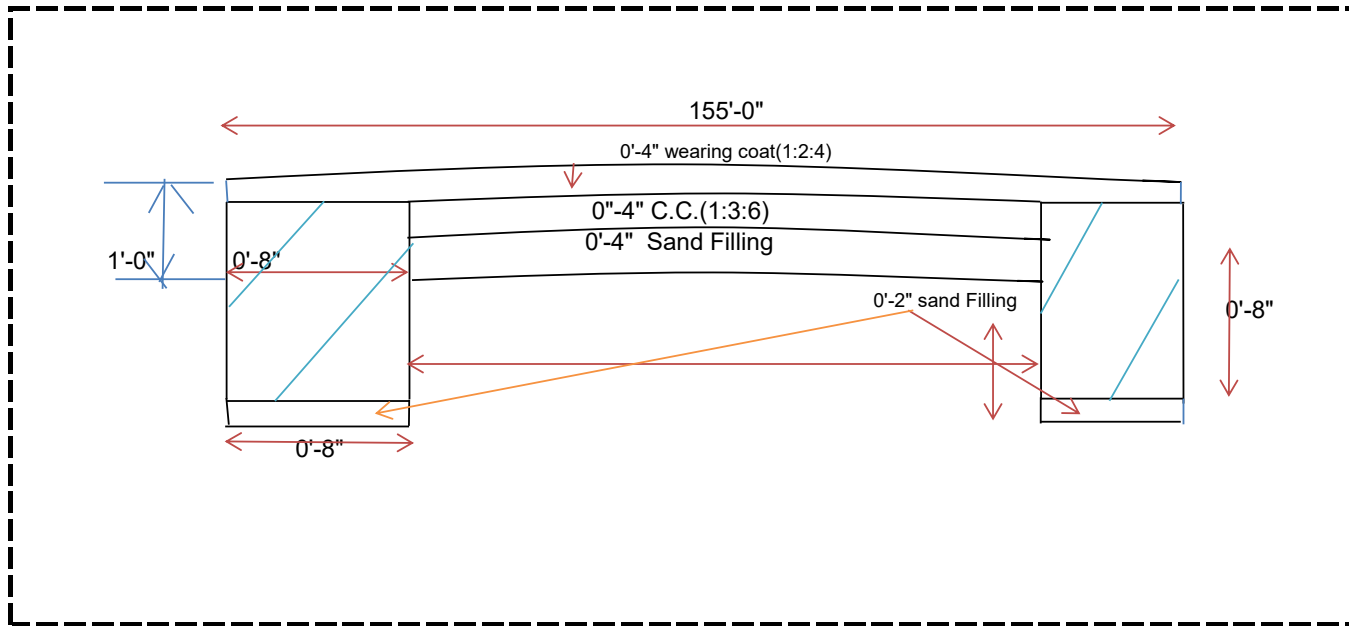 155'-0"
0'-4" wearing coat(1:2:4)
0"-4" C.C.(1:3:6)
0'-4" Sand Filling
1'-0"
0'-8"
0'-2" sand Filling
0'-8"
0'-8"